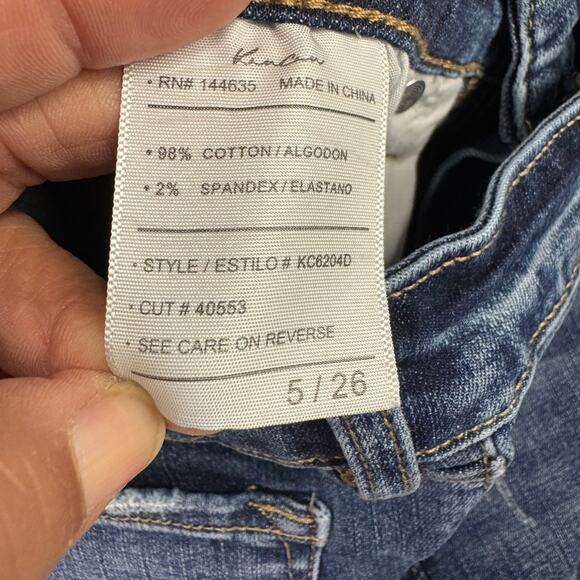 KanCan
• RN# 144635 MADE IN CHINA
• 98% COTTON / ALGODON
• 2% SPANDEX / ELASTANO
• STYLE / ESTILO # KC6204D
• CUT # 40553
• SEE CARE ON REVERSE
5 / 26